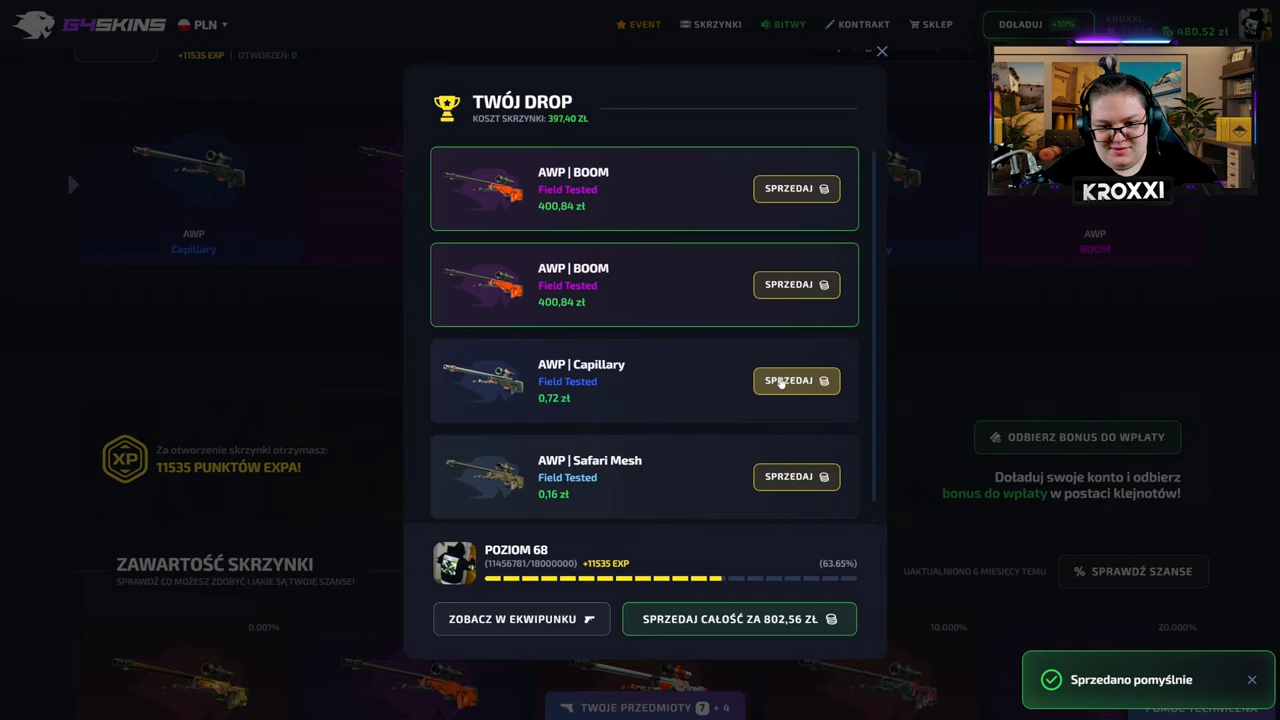 G4SKINS
PLN
EVENT
SKRZYNKI
BITWY
KONTRAKT
SKLEP
DOŁADUJ +10%
KROXXI
480,52 zł
+11535 EXP | OTWORZEŃ: 0
TWÓJ DROP
KOSZT SKRZYNKI: 397,40 ZŁ
AWP | BOOM
Field Tested
400,84 zł
SPRZEDAJ
AWP | BOOM
Field Tested
400,84 zł
SPRZEDAJ
AWP | Capillary
Field Tested
0,72 zł
SPRZEDAJ
AWP | Safari Mesh
Field Tested
0,16 zł
SPRZEDAJ
POZIOM 68
(11456781/18000000) +11535 EXP
(63.65%)
ZOBACZ W EKWIPUNKU
SPRZEDAJ CAŁOŚĆ ZA 802,56 ZŁ
KROXXI
AWP
Capillary
AWP
BOOM
XP
Za otworzenie skrzynki otrzymasz:
11535 PUNKTÓW EXPA!
ODBIERZ BONUS DO WPŁATY
Doładuj swoje konto i odbierz
bonus do wpłaty w postaci klejnotów!
ZAWARTOŚĆ SKRZYNKI
SPRAWDŹ CO MOŻESZ ZDOBYĆ I JAKIE SĄ TWOJE SZANSE!
UAKTUALNIONO 6 MIESIĘCY TEMU
SPRAWDŹ SZANSE
0.001%
10.000%
20.000%
TWOJE PRZEDMIOTY 7 + 4
Sprzedano pomyślnie
POMOC TECHNICZNA